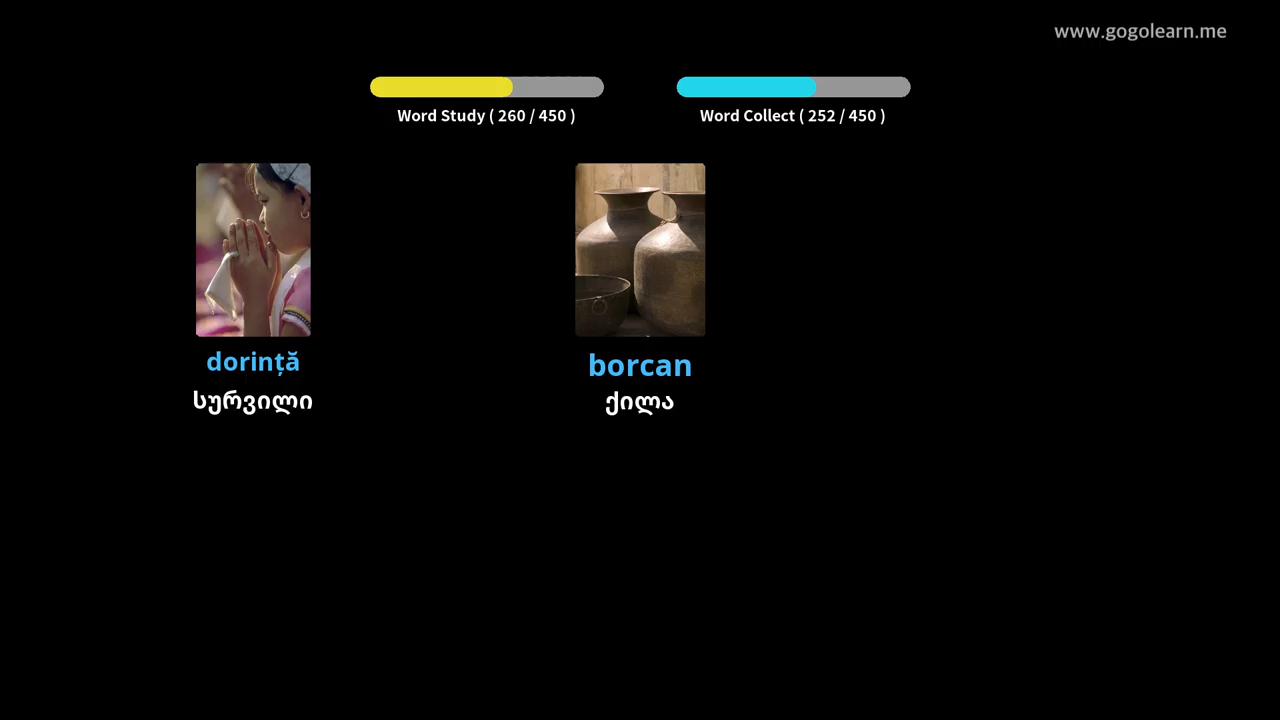 www.gogolearn.me
Word Study ( 260 / 450 )
Word Collect ( 252 / 450 )
dorință
სურვილი
borcan
ქილა